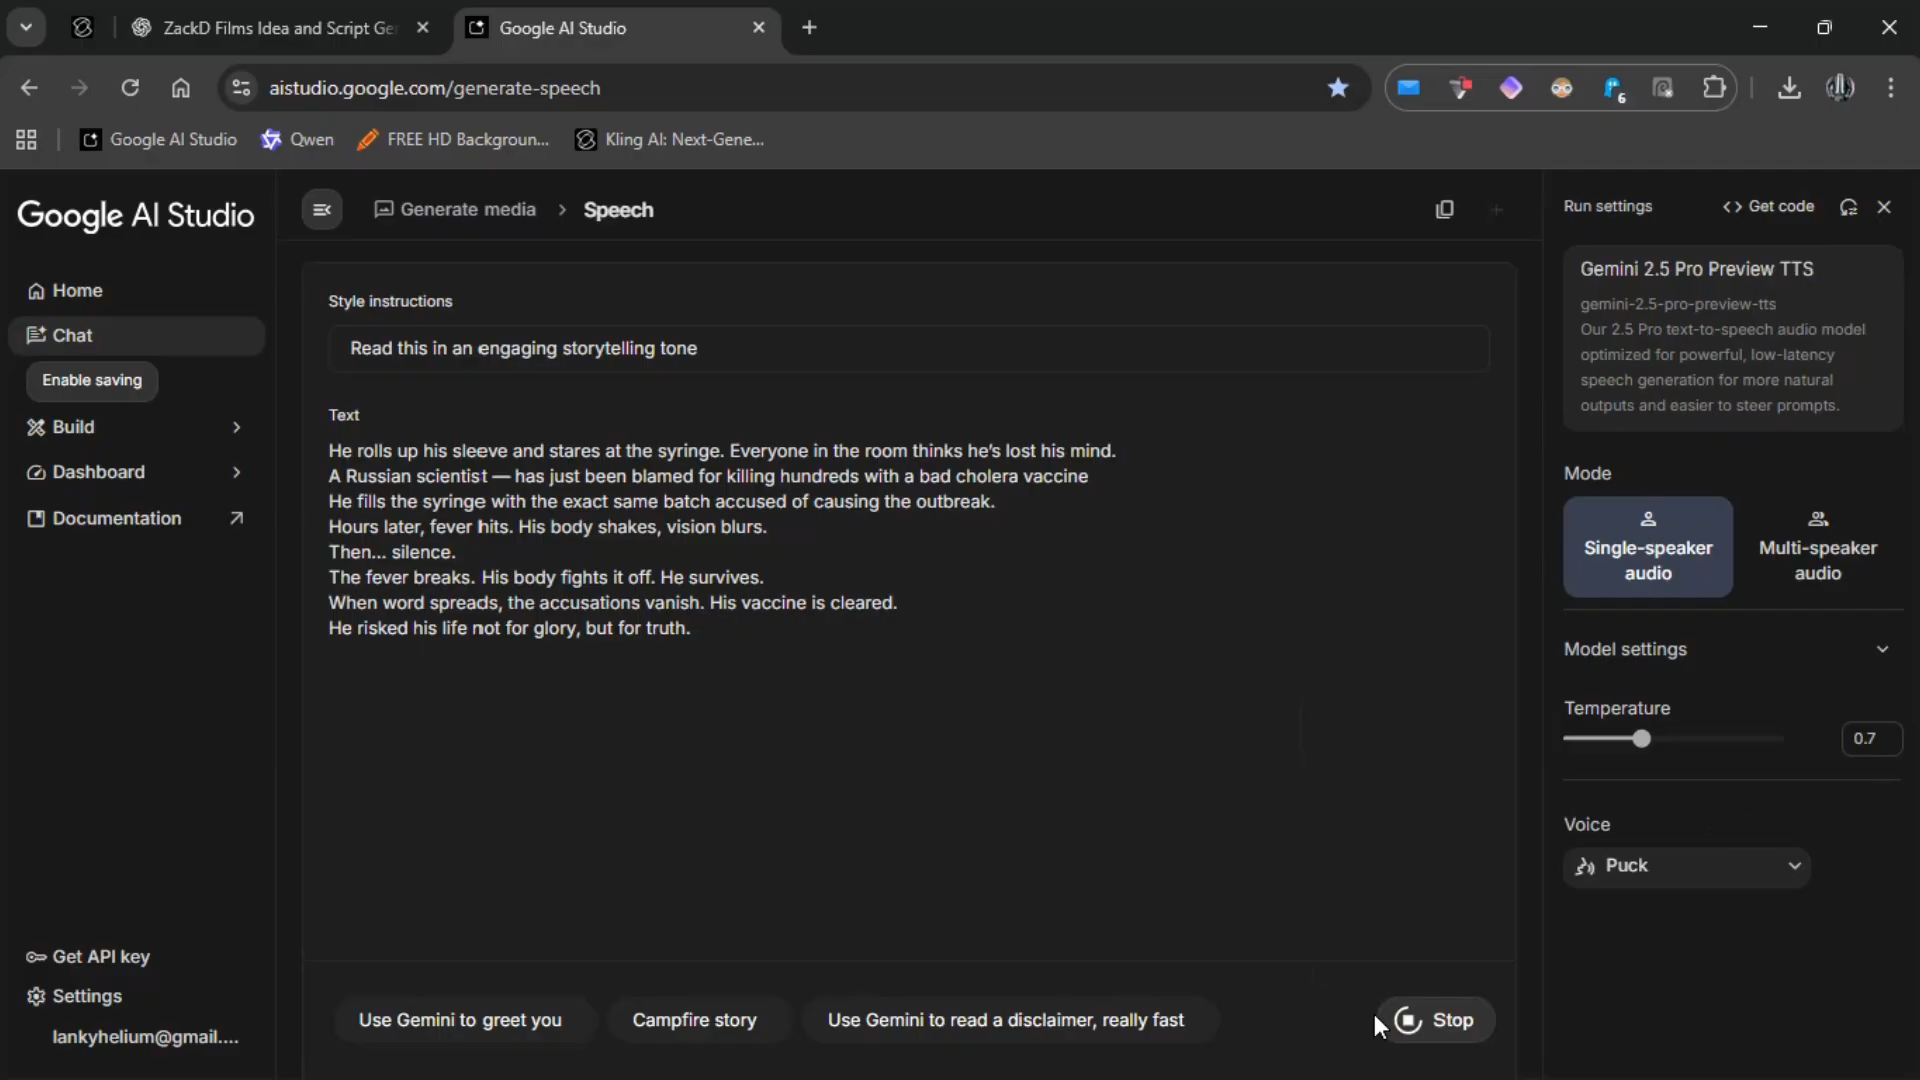 ZackD Films Idea and Script Ge
Google AI Studio
aistudio.google.com/generate-speech
6
Google AI Studio
Qwen
FREE HD Backgroun...
Kling AI: Next-Gene...
Google AI Studio
Home
Chat
Enable saving
Build
Dashboard
Documentation
Get API key
Settings
lankyhelium@gmail....
Generate media > Speech
Style instructions
Read this in an engaging storytelling tone
Text
He rolls up his sleeve and stares at the syringe. Everyone in the room thinks he's lost his mind.
A Russian scientist — has just been blamed for killing hundreds with a bad cholera vaccine
He fills the syringe with the exact same batch accused of causing the outbreak.
Hours later, fever hits. His body shakes, vision blurs.
Then... silence.
The fever breaks. His body fights it off. He survives.
When word spreads, the accusations vanish. His vaccine is cleared.
He risked his life not for glory, but for truth.
Use Gemini to greet you
Campfire story
Use Gemini to read a disclaimer, really fast
Stop
Run settings
<> Get code
Gemini 2.5 Pro Preview TTS
gemini-2.5-pro-preview-tts
Our 2.5 Pro text-to-speech audio model
optimized for powerful, low-latency
speech generation for more natural
outputs and easier to steer prompts.
Mode
Single-speaker
audio
Multi-speaker
audio
Model settings
Temperature
0.7
Voice
Puck